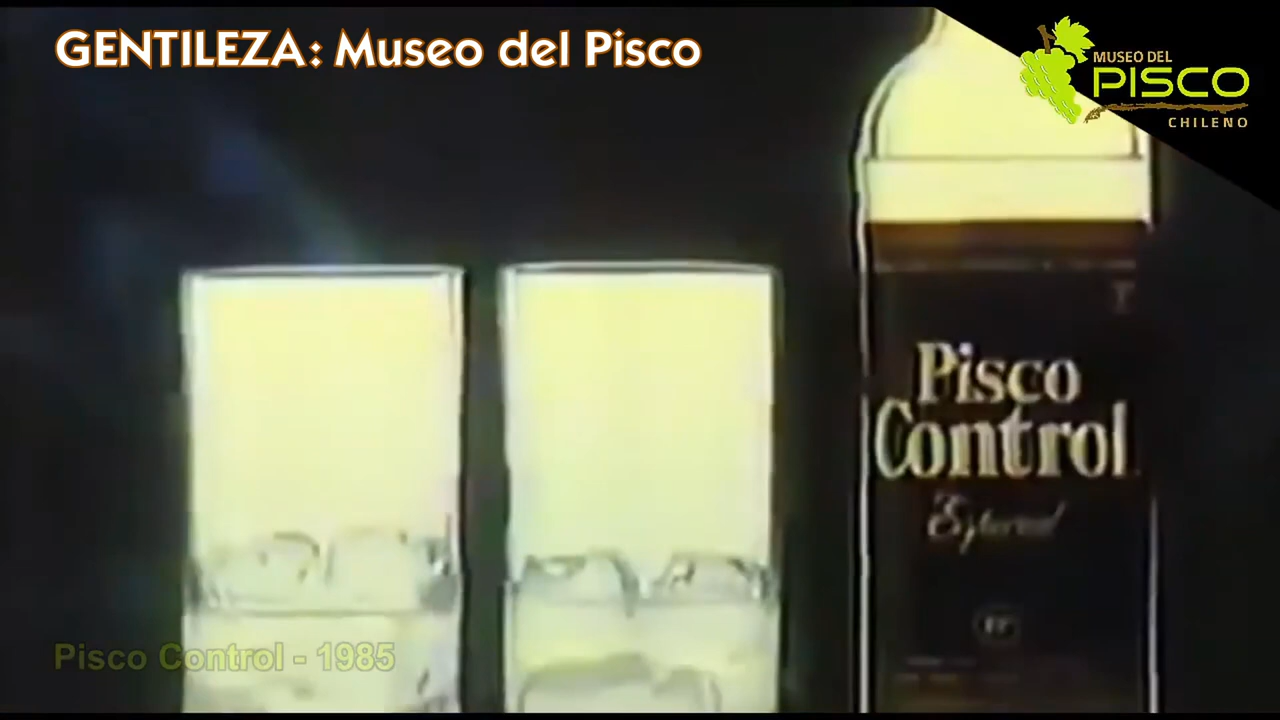 GENTILEZA: Museo del Pisco
MUSEO DEL
PISCO
CHILENO
Pisco
Control
Especial
Pisco Control - 1985